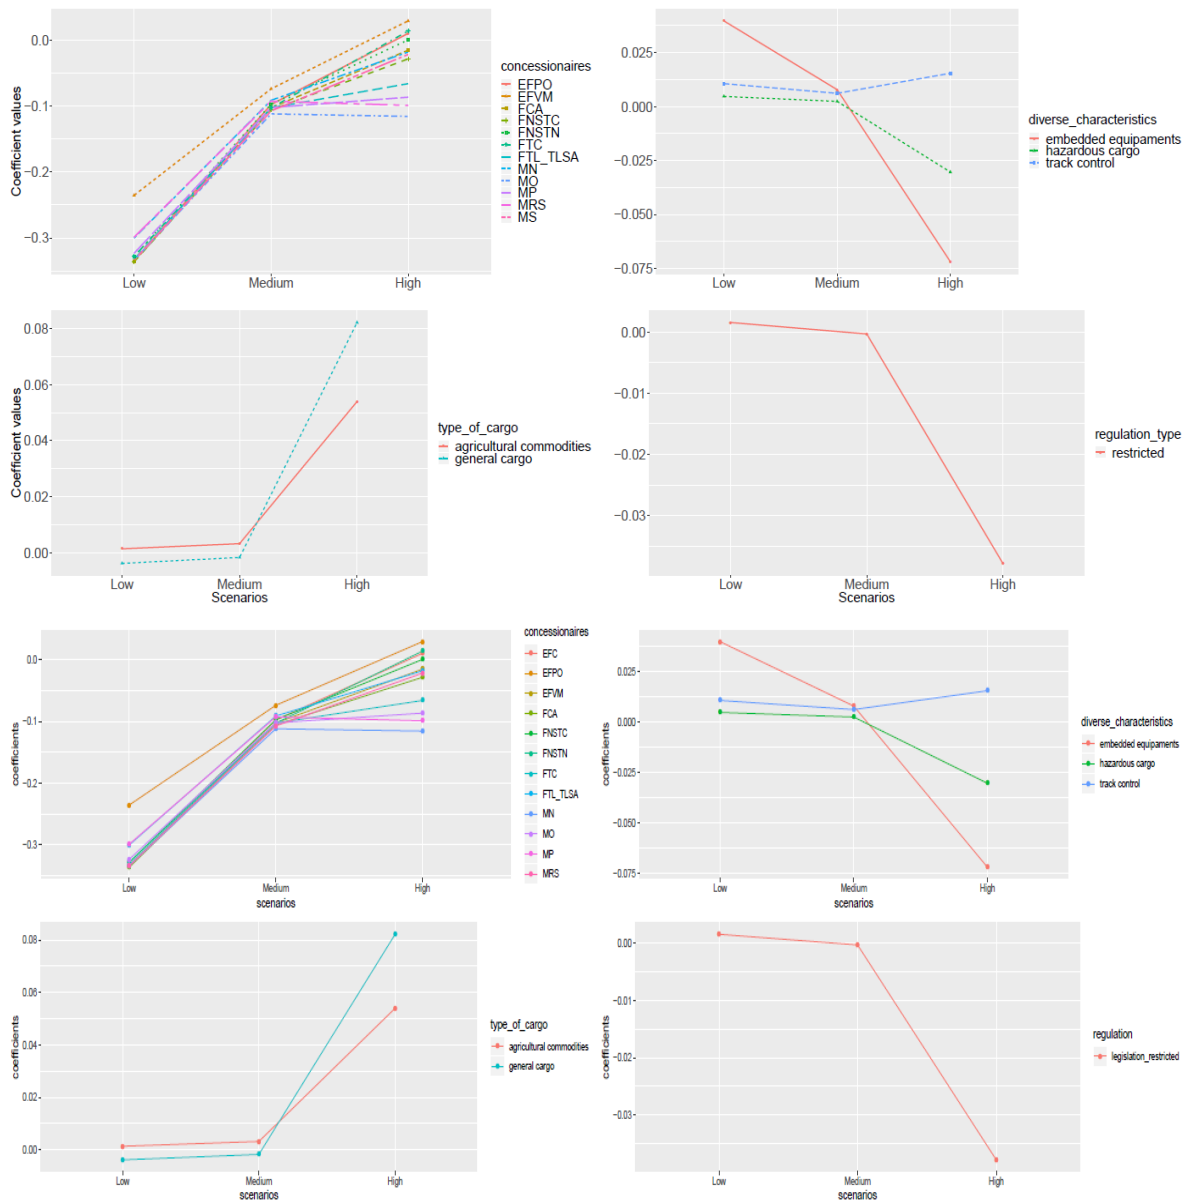 0.0
−0.1
−0.2
−0.3
Coefficient values
Low
Medium
High
concessionaires
EFPO
EFVM
FCA
FNSTC
FNSTN
FTC
FTL_TLSA
MN
MO
MP
MRS
MS
0.025
0.000
−0.025
−0.050
−0.075
Low
Medium
High
diverse_characteristics
embedded equipaments
hazardous cargo
track control
0.08
0.06
0.04
0.02
0.00
Coefficient values
Low
Medium
High
Scenarios
type_of_cargo
agricultural commodities
general cargo
0.00
−0.01
−0.02
−0.03
Low
Medium
High
Scenarios
regulation_type
restricted
0.0
−0.1
−0.2
−0.3
coefficients
Low
Medium
High
scenarios
concessionaires
EFC
EFPO
EFVM
FCA
FNSTC
FNSTN
FTC
FTL_TLSA
MN
MO
MP
MRS
0.025
0.000
−0.025
−0.050
−0.075
coefficients
Low
Medium
High
scenarios
diverse_characteristics
embedded equipaments
hazardous cargo
track control
0.08
0.06
0.04
0.02
0.00
coefficients
Low
Medium
High
scenarios
type_of_cargo
agricultural commodities
general cargo
0.00
−0.01
−0.02
−0.03
coefficients
Low
Medium
High
scenarios
regulation
legislation_restricted